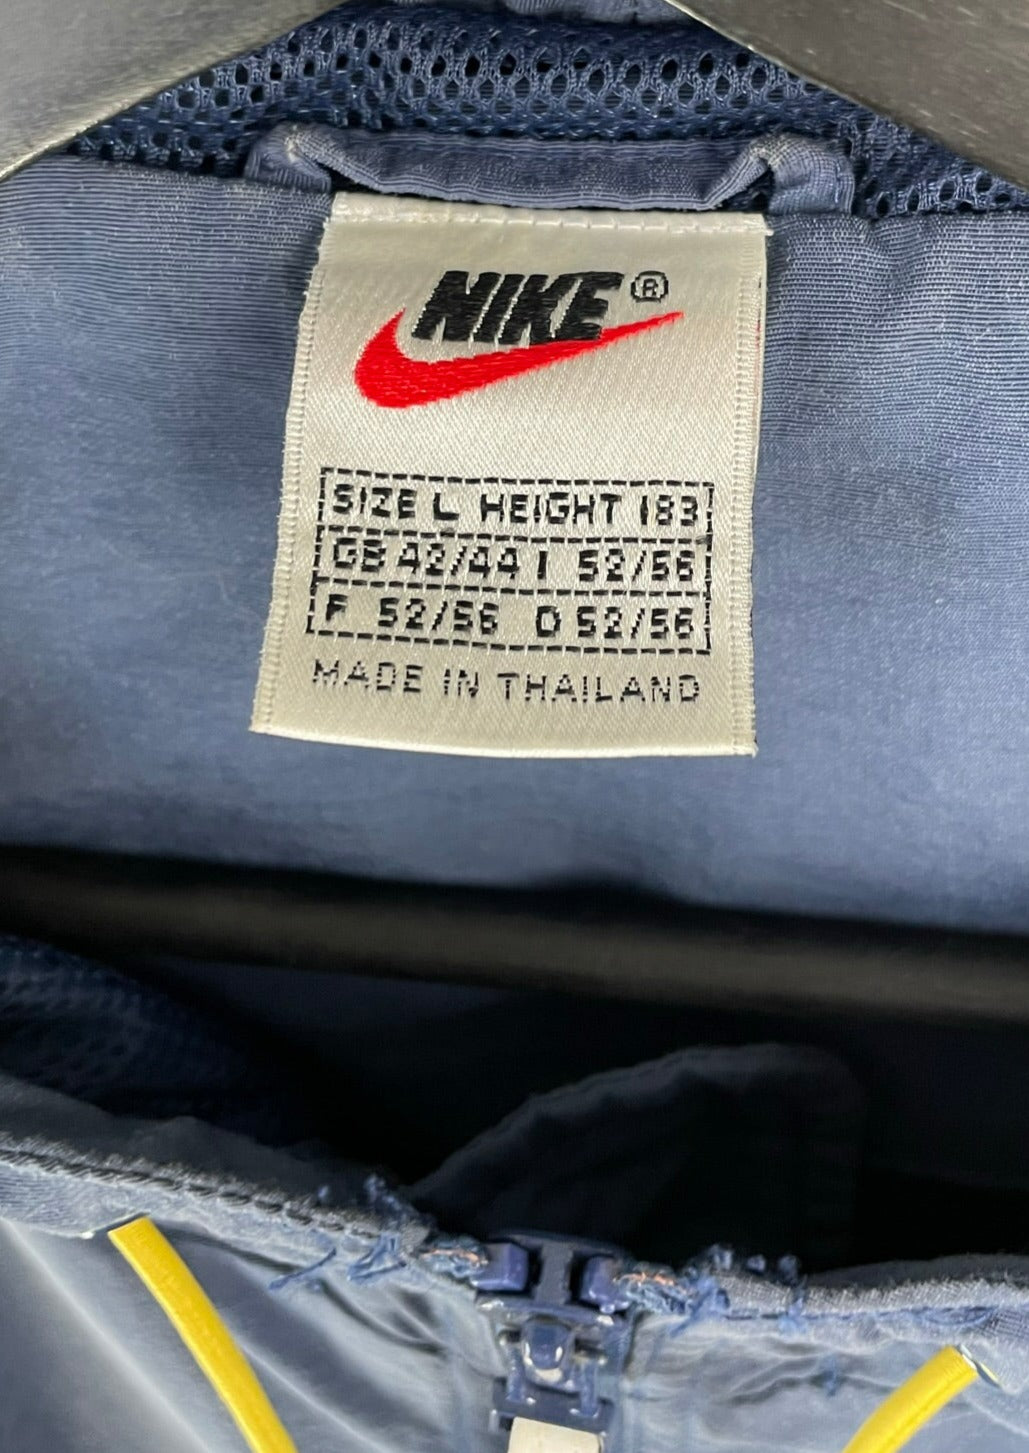 NIKE®
SIZE L HEIGHT 183
GB 42/44 I 52/56
F 52/56 D 52/56
MADE IN THAILAND